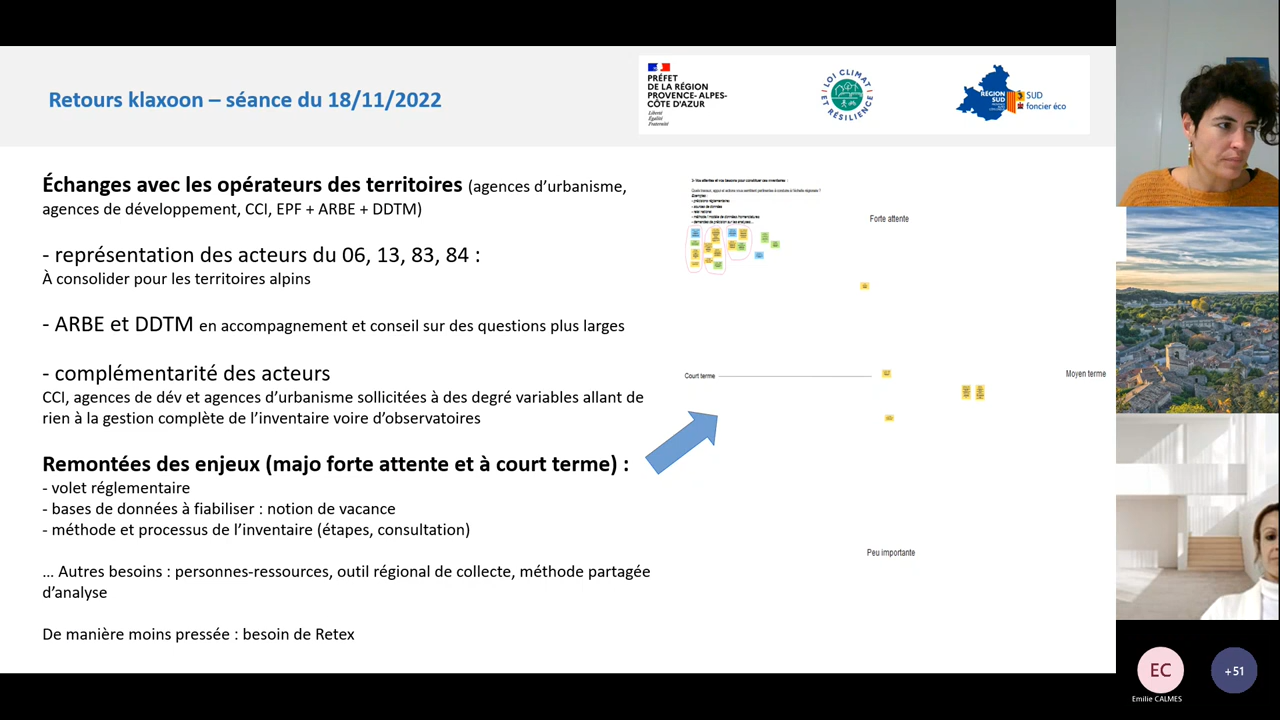 Retours klaxoon – séance du 18/11/2022
PRÉFET
DE LA RÉGION
PROVENCE- ALPES-
CÔTE D'AZUR
Liberté
Égalité
Fraternité
LOI CLIMAT
ET RÉSILIENCE
RÉGION
SUD
SUD
foncier éco
Échanges avec les opérateurs des territoires (agences d'urbanisme,
agences de développement, CCI, EPF + ARBE + DDTM)
- représentation des acteurs du 06, 13, 83, 84 :
À consolider pour les territoires alpins
- ARBE et DDTM en accompagnement et conseil sur des questions plus larges
- complémentarité des acteurs
CCI, agences de dév et agences d'urbanisme sollicitées à des degré variables allant de
rien à la gestion complète de l'inventaire voire d'observatoires
Remontées des enjeux (majo forte attente et à court terme) :
- volet réglementaire
- bases de données à fiabiliser : notion de vacance
- méthode et processus de l'inventaire (étapes, consultation)
... Autres besoins : personnes-ressources, outil régional de collecte, méthode partagée
d'analyse
De manière moins pressée : besoin de Retex
Forte attente
Court terme
Moyen terme
Peu importante
EC
Emilie CALMES
+51